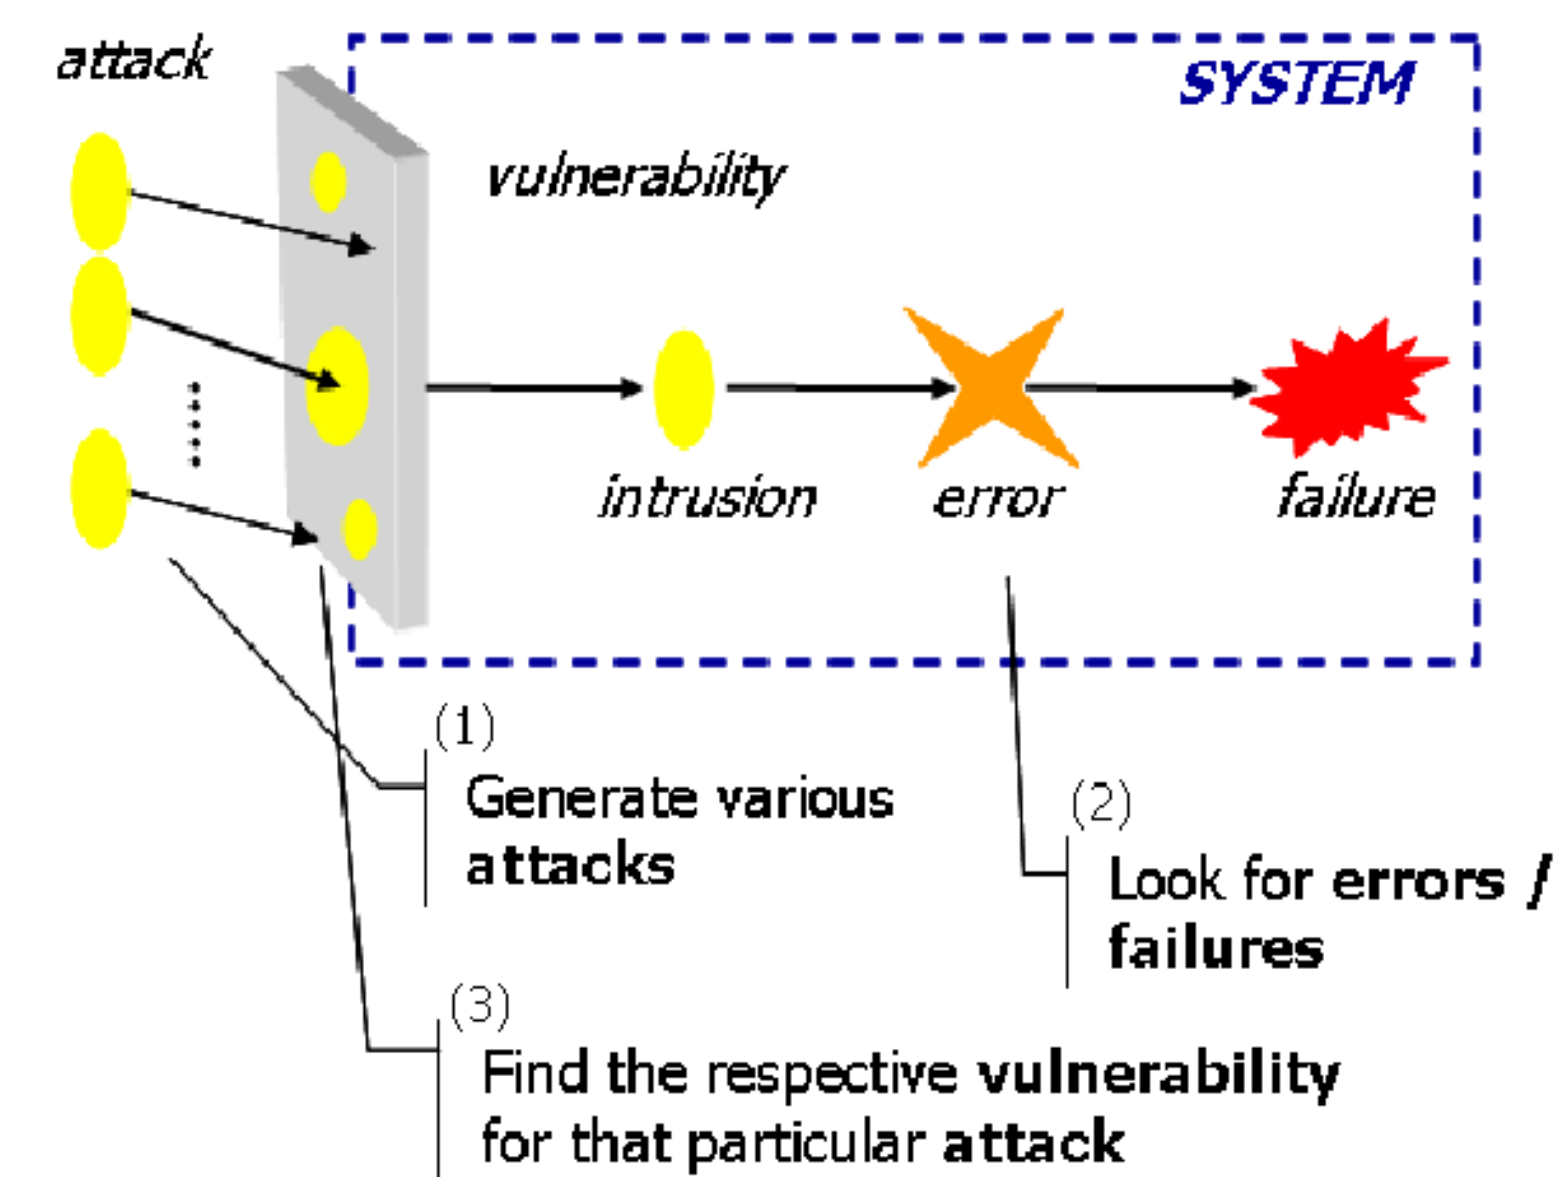 attack
SYSTEM
vulnerability
intrusion
error
failure
(1)
Generate various
attacks
(2)
Look for errors /
failures
(3)
Find the respective vulnerability
for that particular attack